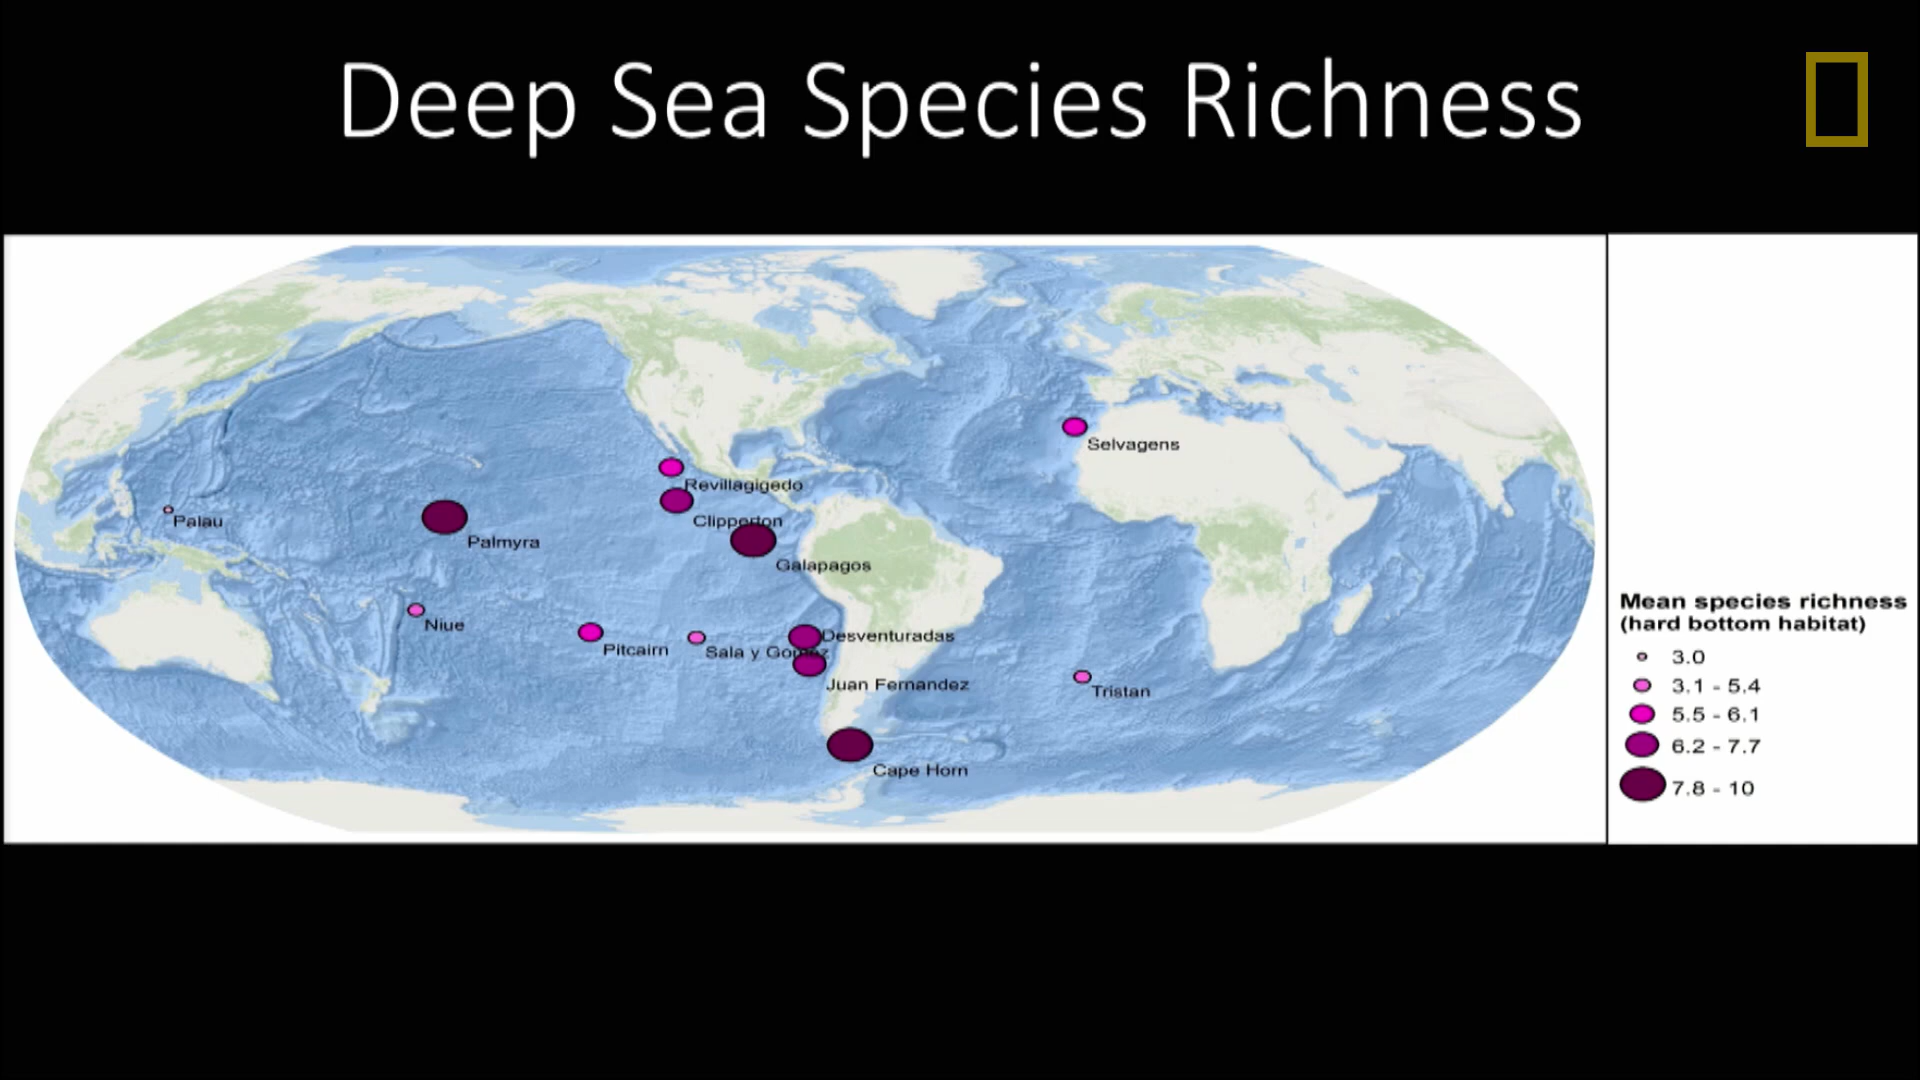 Deep Sea Species Richness
Selvagens
Revillagigedo
Clipperton
Palau
Palmyra
Galapagos
Niue
Pitcairn
Sala y Gomez
Desventuradas
Juan Fernandez
Tristan
Cape Horn
Mean species richness
(hard bottom habitat)
3.0
3.1 - 5.4
5.5 - 6.1
6.2 - 7.7
7.8 - 10